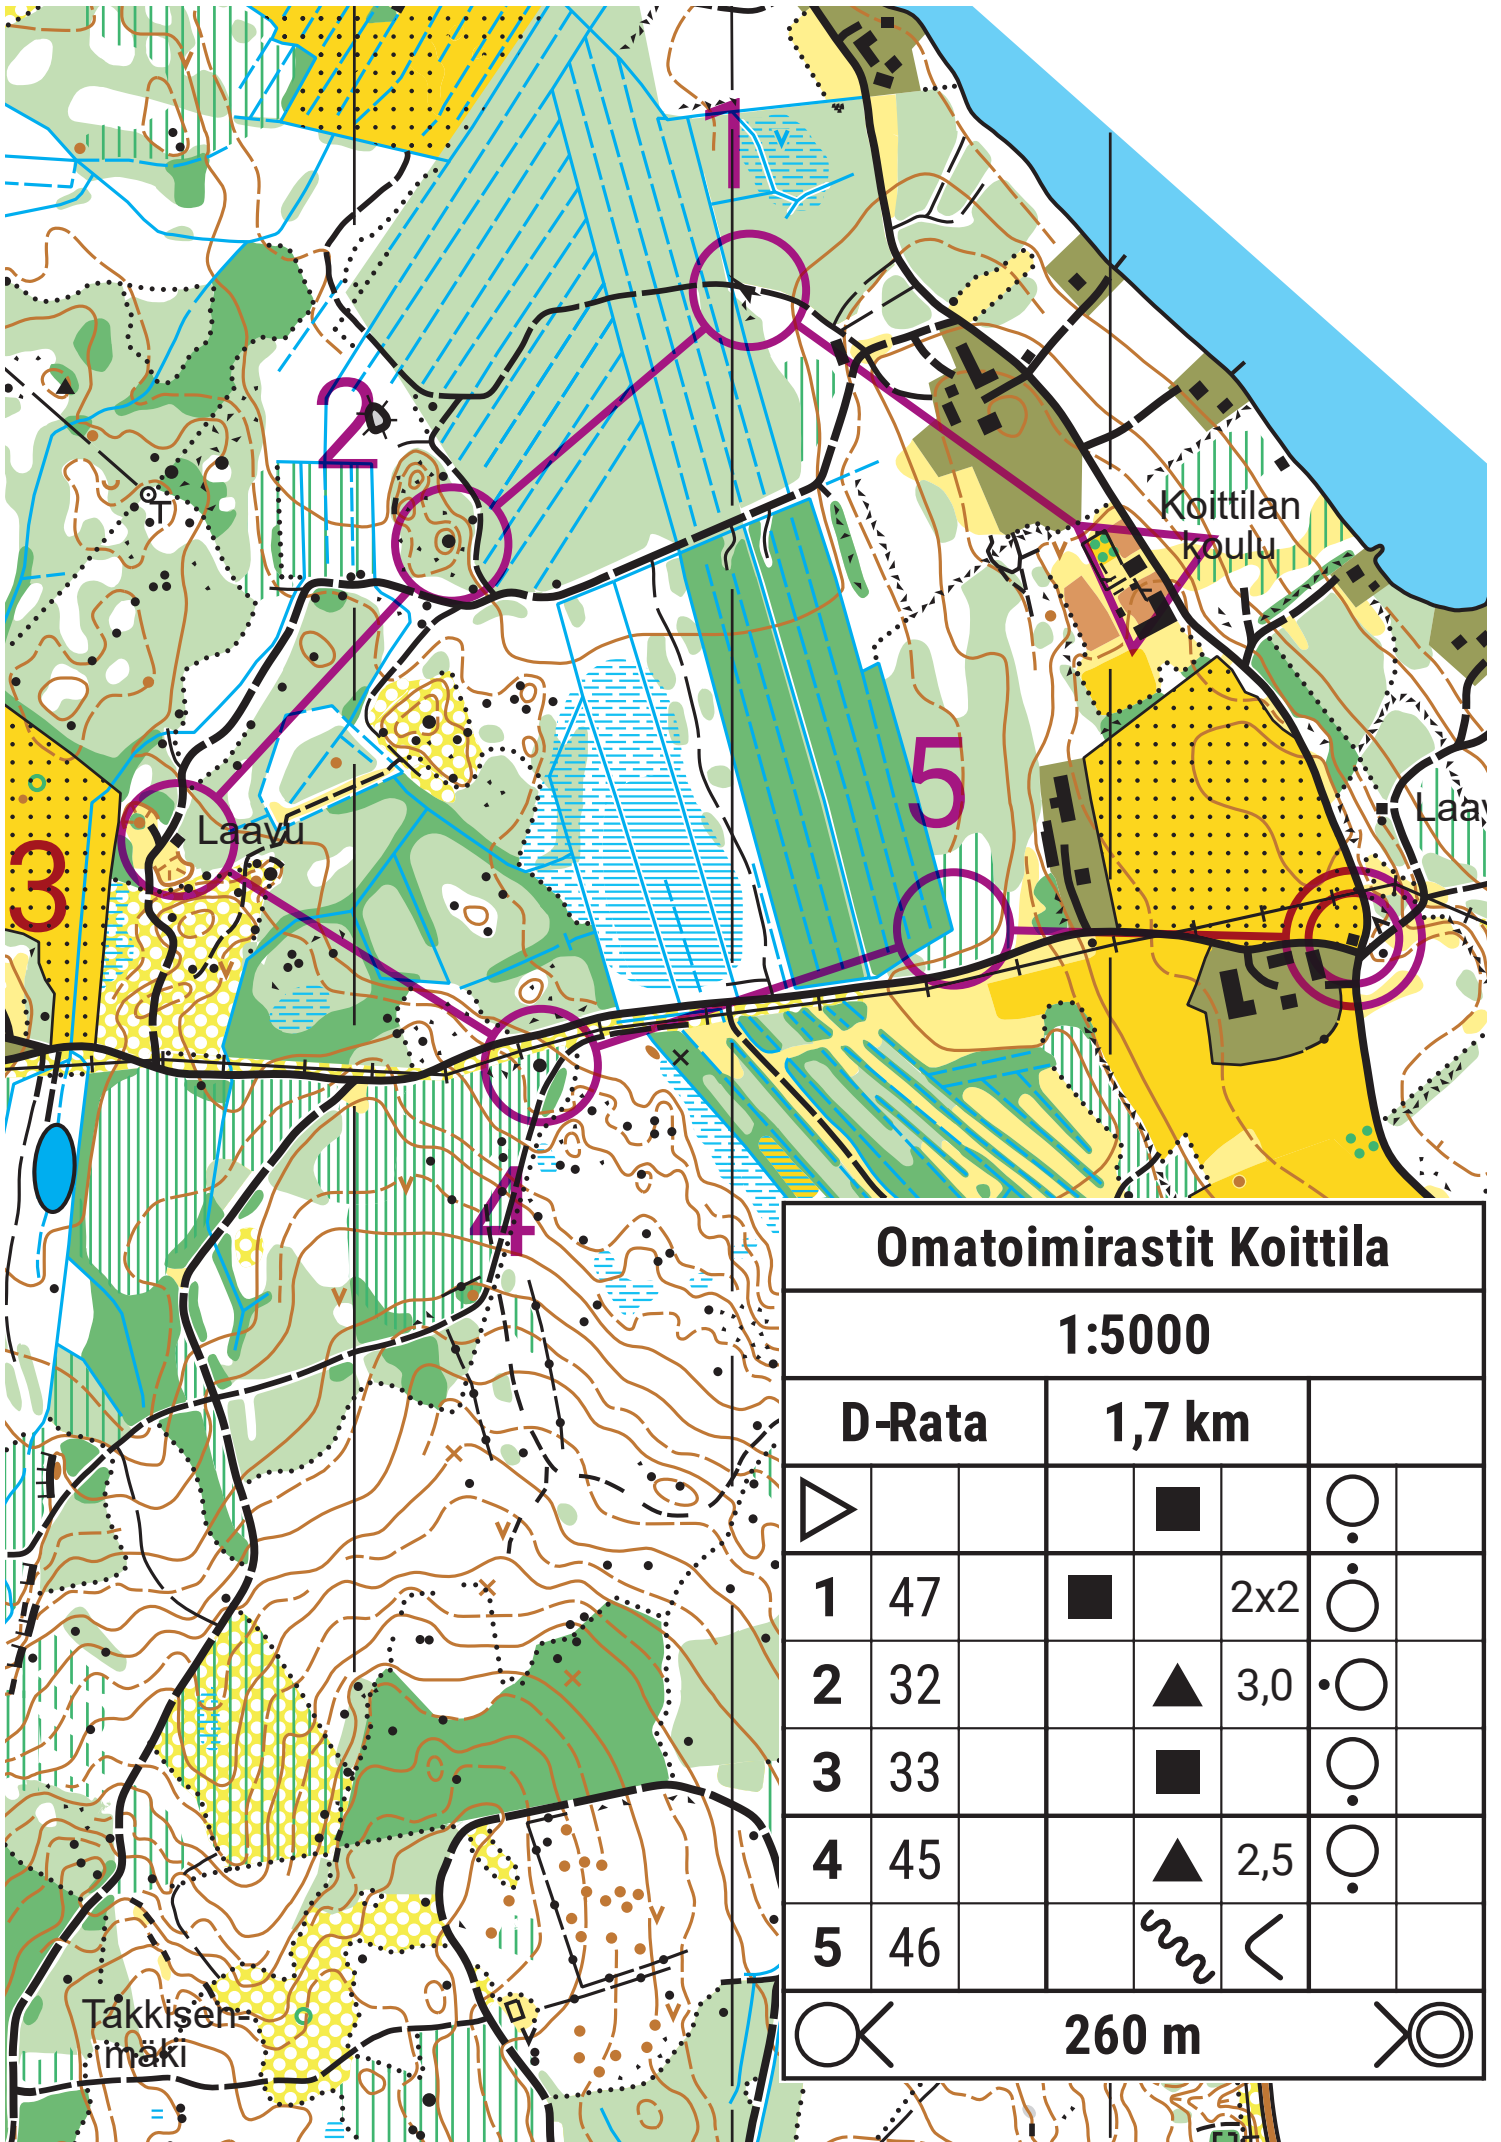 1
2
T
Koittilan
koulu
5
Laavu
Laav
3
4
Omatoimirastit Koittila
1:5000
D-Rata 1,7 km
1 47 2x2
2 32 3,0
3 33
4 45 2,5
5 46
260 m
Takkisen-
mäki